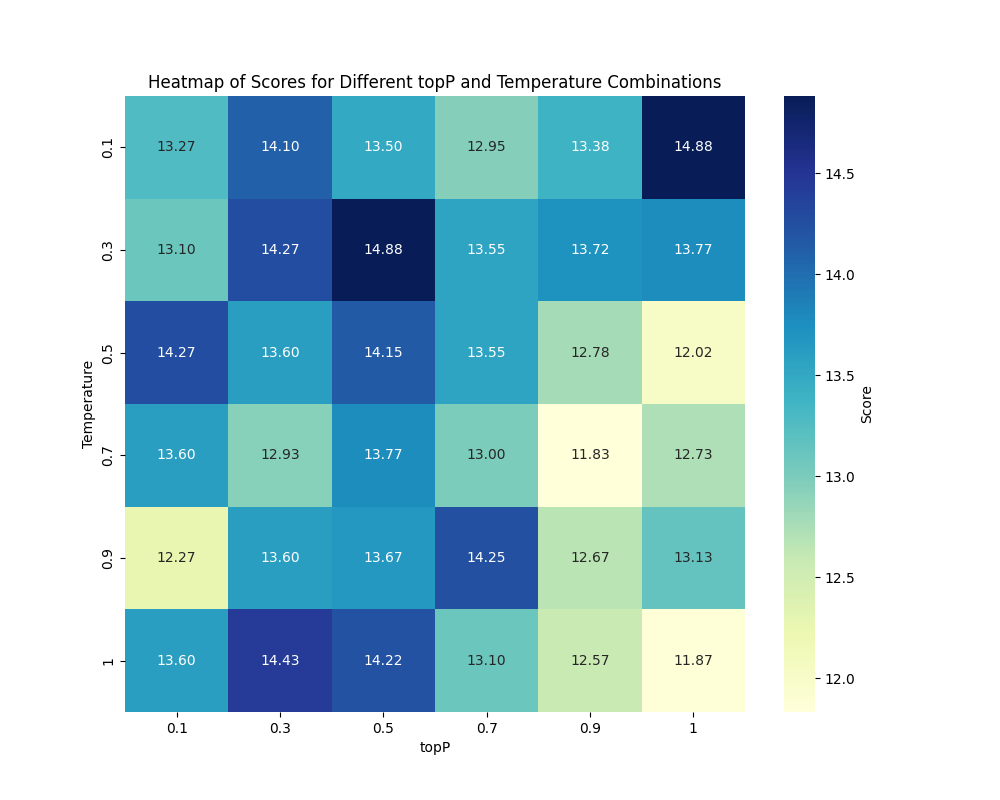 Heatmap of Scores for Different topP and Temperature Combinations
0.1 13.27 14.10 13.50 12.95 13.38 14.88
0.3 13.10 14.27 14.88 13.55 13.72 13.77
0.5 14.27 13.60 14.15 13.55 12.78 12.02
0.7 13.60 12.93 13.77 13.00 11.83 12.73
0.9 12.27 13.60 13.67 14.25 12.67 13.13
1 13.60 14.43 14.22 13.10 12.57 11.87
Temperature
0.1 0.3 0.5 0.7 0.9 1
topP
14.5
14.0
13.5
13.0
12.5
12.0
Score